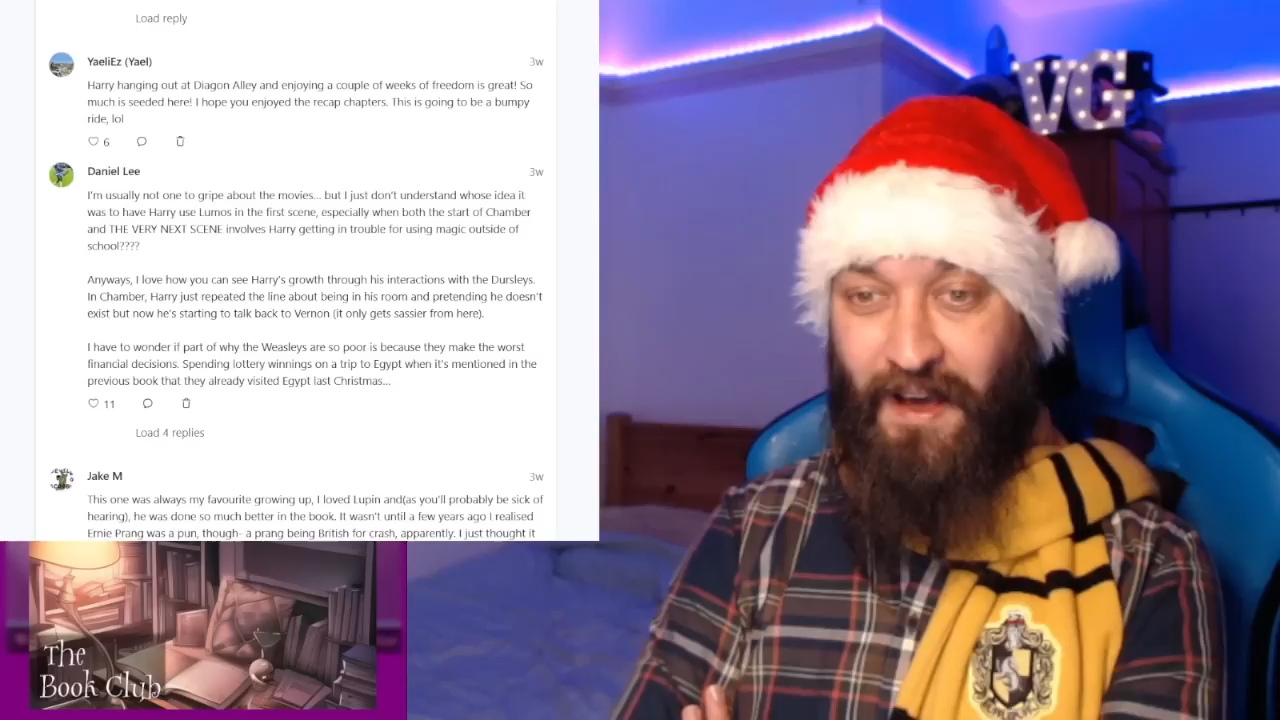 Load reply
YaeliEz (Yael)
3w
Harry hanging out at Diagon Alley and enjoying a couple of weeks of freedom is great! So
much is seeded here! I hope you enjoyed the recap chapters. This is going to be a bumpy
ride, lol
6
Daniel Lee
3w
I'm usually not one to gripe about the movies... but I just don't understand whose idea it
was to have Harry use Lumos in the first scene, especially when both the start of Chamber
and THE VERY NEXT SCENE involves Harry getting in trouble for using magic outside of
school????
Anyways, I love how you can see Harry's growth through his interactions with the Dursleys.
In Chamber, Harry just repeated the line about being in his room and pretending he doesn't
exist but now he's starting to talk back to Vernon (it only gets sassier from here).
I have to wonder if part of why the Weasleys are so poor is because they make the worst
financial decisions. Spending lottery winnings on a trip to Egypt when it's mentioned in the
previous book that they already visited Egypt last Christmas...
11
Load 4 replies
Jake M
3w
This one was always my favourite growing up, I loved Lupin and(as you'll probably be sick of
hearing), he was done so much better in the book. It wasn't until a few years ago I realised
Ernie Prang was a pun, though- a prang being British for crash, apparently. I just thought it
VG
The
Book Club